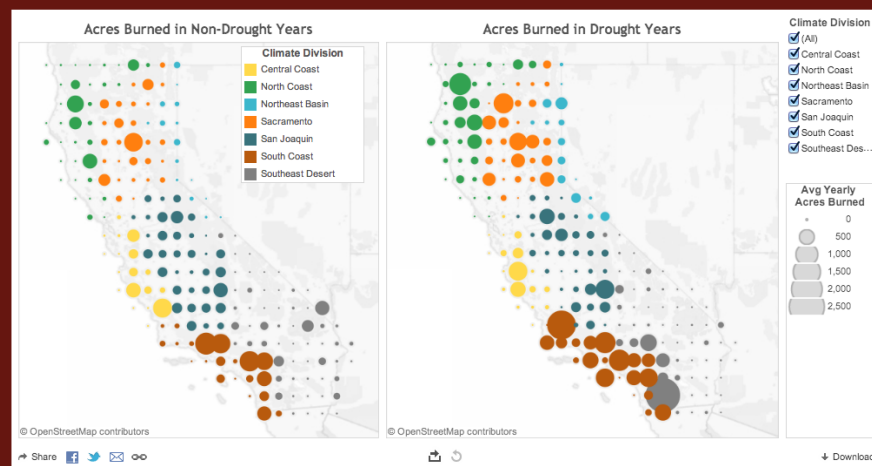 Acres Burned in Non-Drought Years
Climate Division
Central Coast
North Coast
Northeast Basin
Sacramento
San Joaquin
South Coast
Southeast Desert
© OpenStreetMap contributors
Acres Burned in Drought Years
© OpenStreetMap contributors
Climate Division
(All)
Central Coast
North Coast
Northeast Basin
Sacramento
San Joaquin
South Coast
Southeast Des...
Avg Yearly
Acres Burned
0
500
1,000
1,500
2,000
2,500
Share
Download